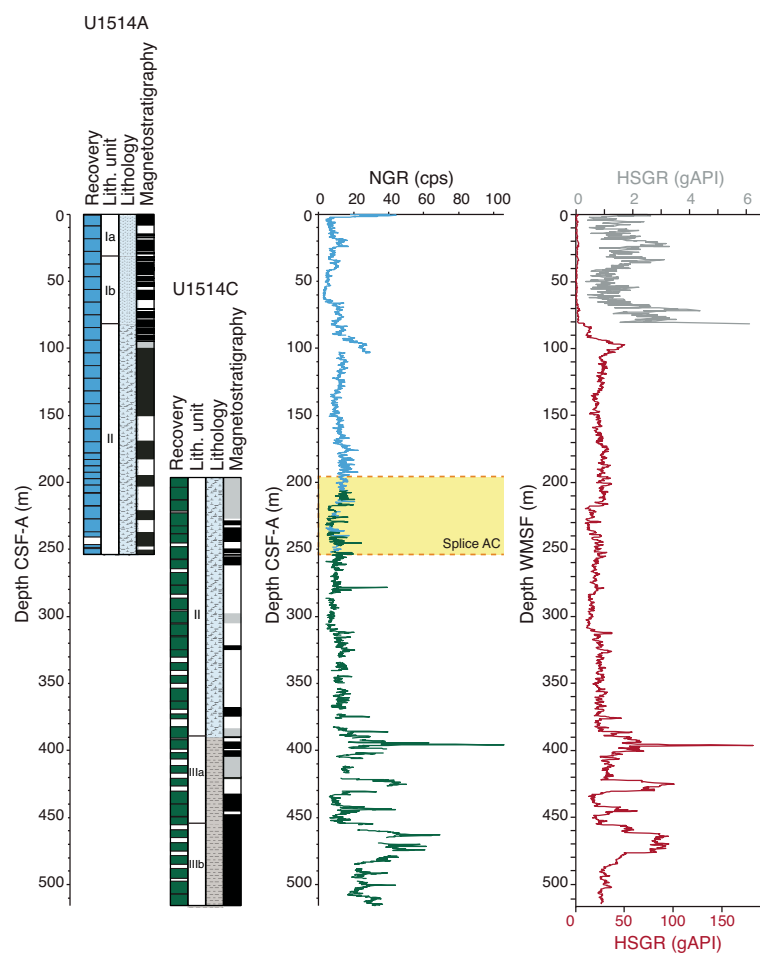 U1514A
Recovery
Lith. unit
Lithology
Magnetostratigraphy
U1514C
Recovery
Lith. unit
Lithology
Magnetostratigraphy
Ia
Ib
II
II
IIIa
IIIb
Depth CSF-A (m)
0
50
100
150
200
250
300
350
400
450
500
NGR (cps)
0 20 40 60 80 100
Depth CSF-A (m)
0
50
100
150
200
250
300
350
400
450
500
Splice AC
HSGR (gAPI)
0 2 4 6
Depth WMSF (m)
0
50
100
150
200
250
300
350
400
450
500
0 50 100 150
HSGR (gAPI)